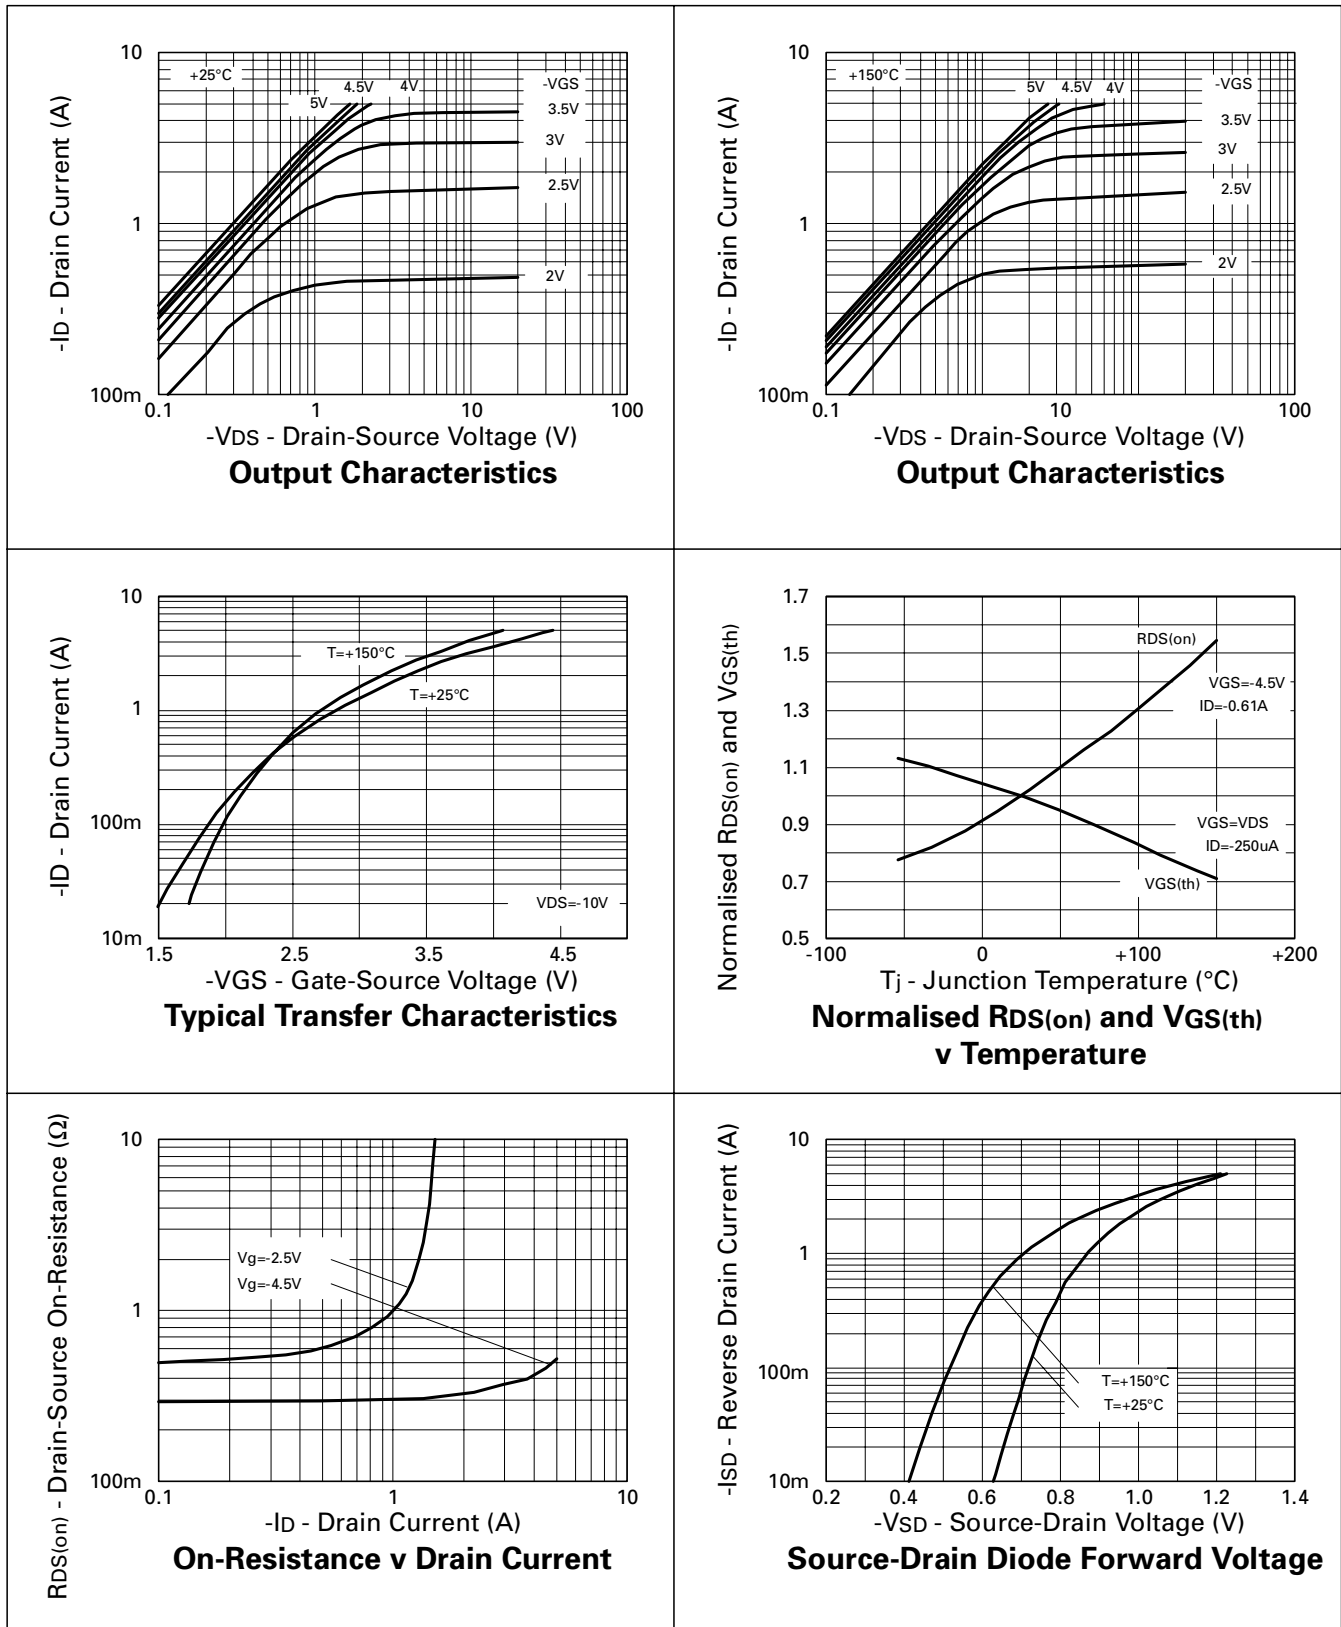 10
+25°C
4.5V
4V
5V
-VGS
3.5V
3V
2.5V
2V
1
100m
0.1
1
10
100
-ID - Drain Current (A)
-VDS - Drain-Source Voltage (V)
Output Characteristics
10
+150°C
5V
4.5V
4V
-VGS
3.5V
3V
2.5V
2V
1
100m
0.1
10
100
-ID - Drain Current (A)
-VDS - Drain-Source Voltage (V)
Output Characteristics
10
T=+150°C
T=+25°C
1
100m
VDS=-10V
10m
1.5
2.5
3.5
4.5
-ID - Drain Current (A)
-VGS - Gate-Source Voltage (V)
Typical Transfer Characteristics
1.7
RDS(on)
1.5
VGS=-4.5V
ID=-0.61A
1.3
1.1
0.9
VGS=VDS
ID=-250uA
0.7
VGS(th)
0.5
-100
0
+100
+200
Normalised RDS(on) and VGS(th)
Tj - Junction Temperature (°C)
Normalised RDS(on) and VGS(th)
v Temperature
10
Vg=-2.5V
Vg=-4.5V
1
100m
0.1
1
10
RDS(on) - Drain-Source On-Resistance (Ω)
-ID - Drain Current (A)
On-Resistance v Drain Current
10
1
100m
T=+150°C
T=+25°C
10m
0.2
0.4
0.6
0.8
1.0
1.2
1.4
-ISD - Reverse Drain Current (A)
-VSD - Source-Drain Voltage (V)
Source-Drain Diode Forward Voltage